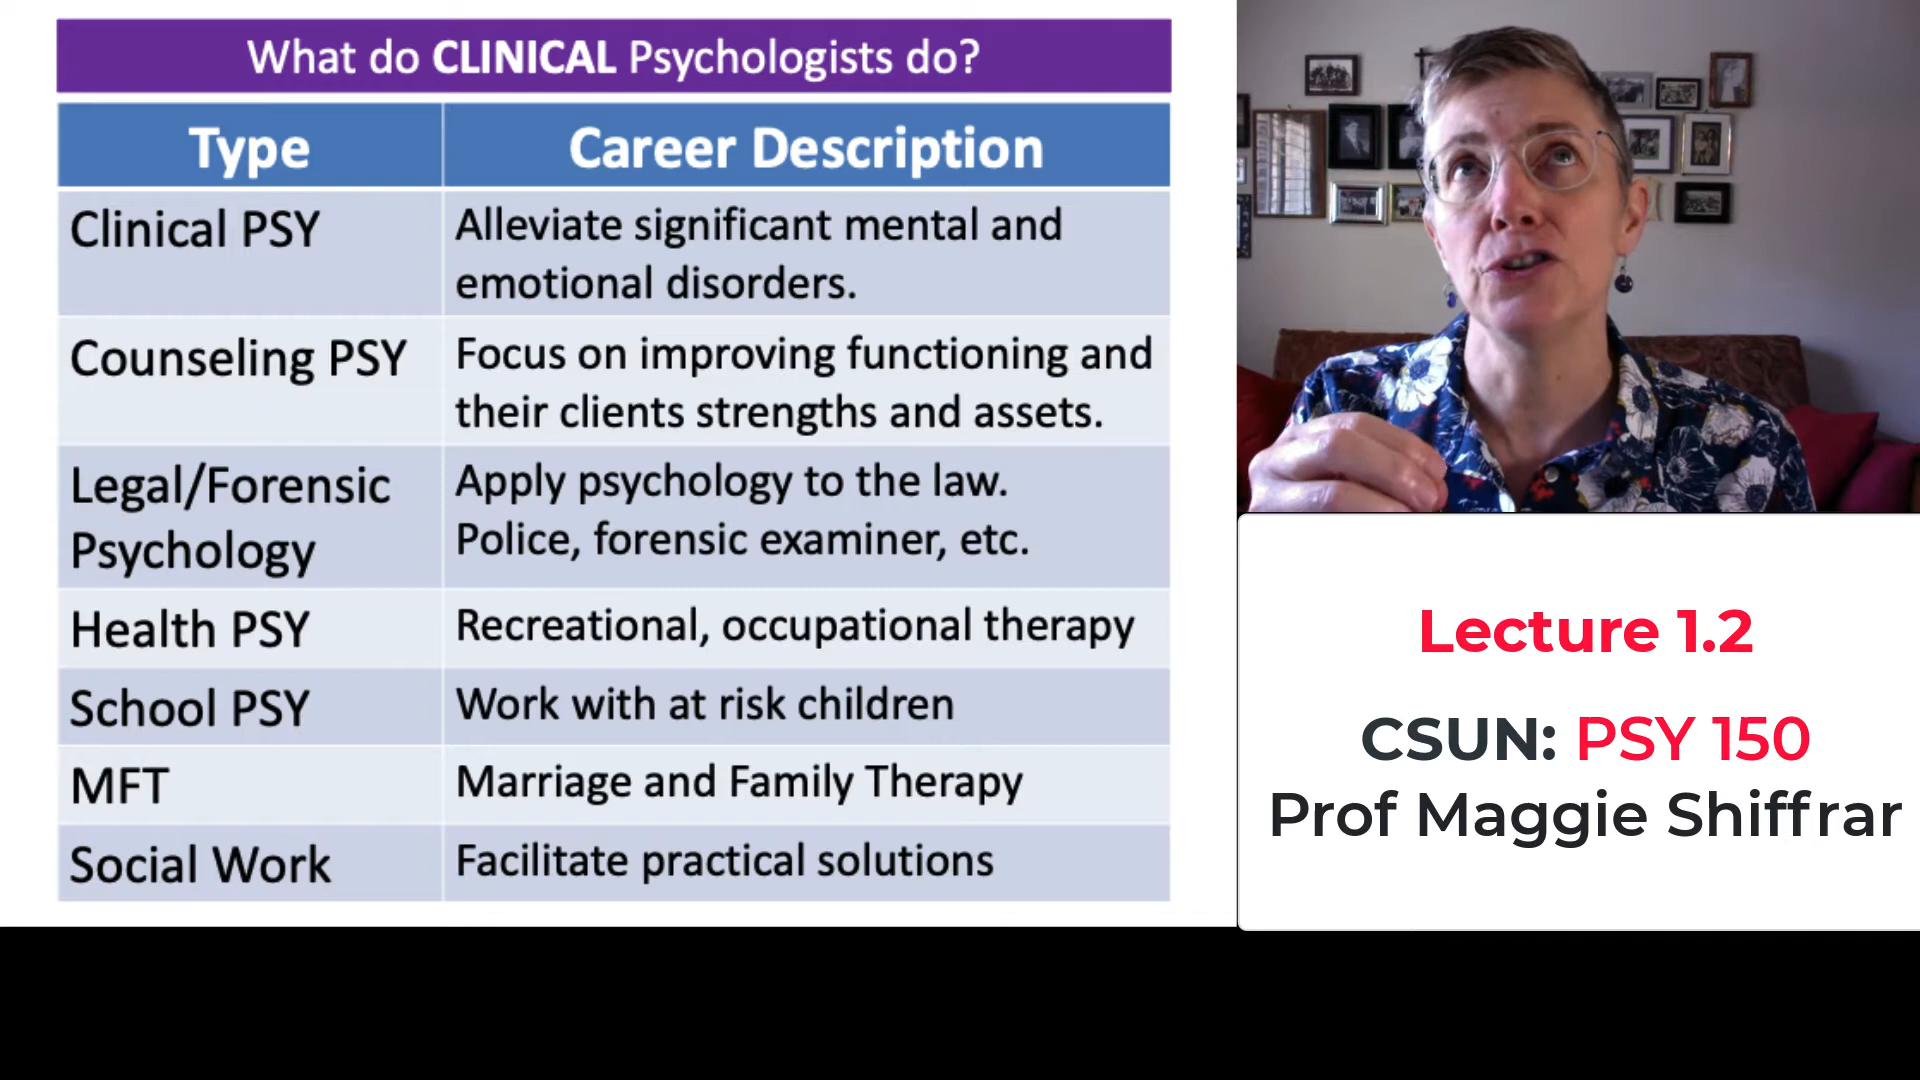 What do CLINICAL Psychologists do?
Type
Career Description
Clinical PSY
Alleviate significant mental and
emotional disorders.
Counseling PSY
Focus on improving functioning and
their clients strengths and assets.
Legal/Forensic
Psychology
Apply psychology to the law.
Police, forensic examiner, etc.
Health PSY
Recreational, occupational therapy
School PSY
Work with at risk children
MFT
Marriage and Family Therapy
Social Work
Facilitate practical solutions
Lecture 1.2
CSUN: PSY 150
Prof Maggie Shiffrar